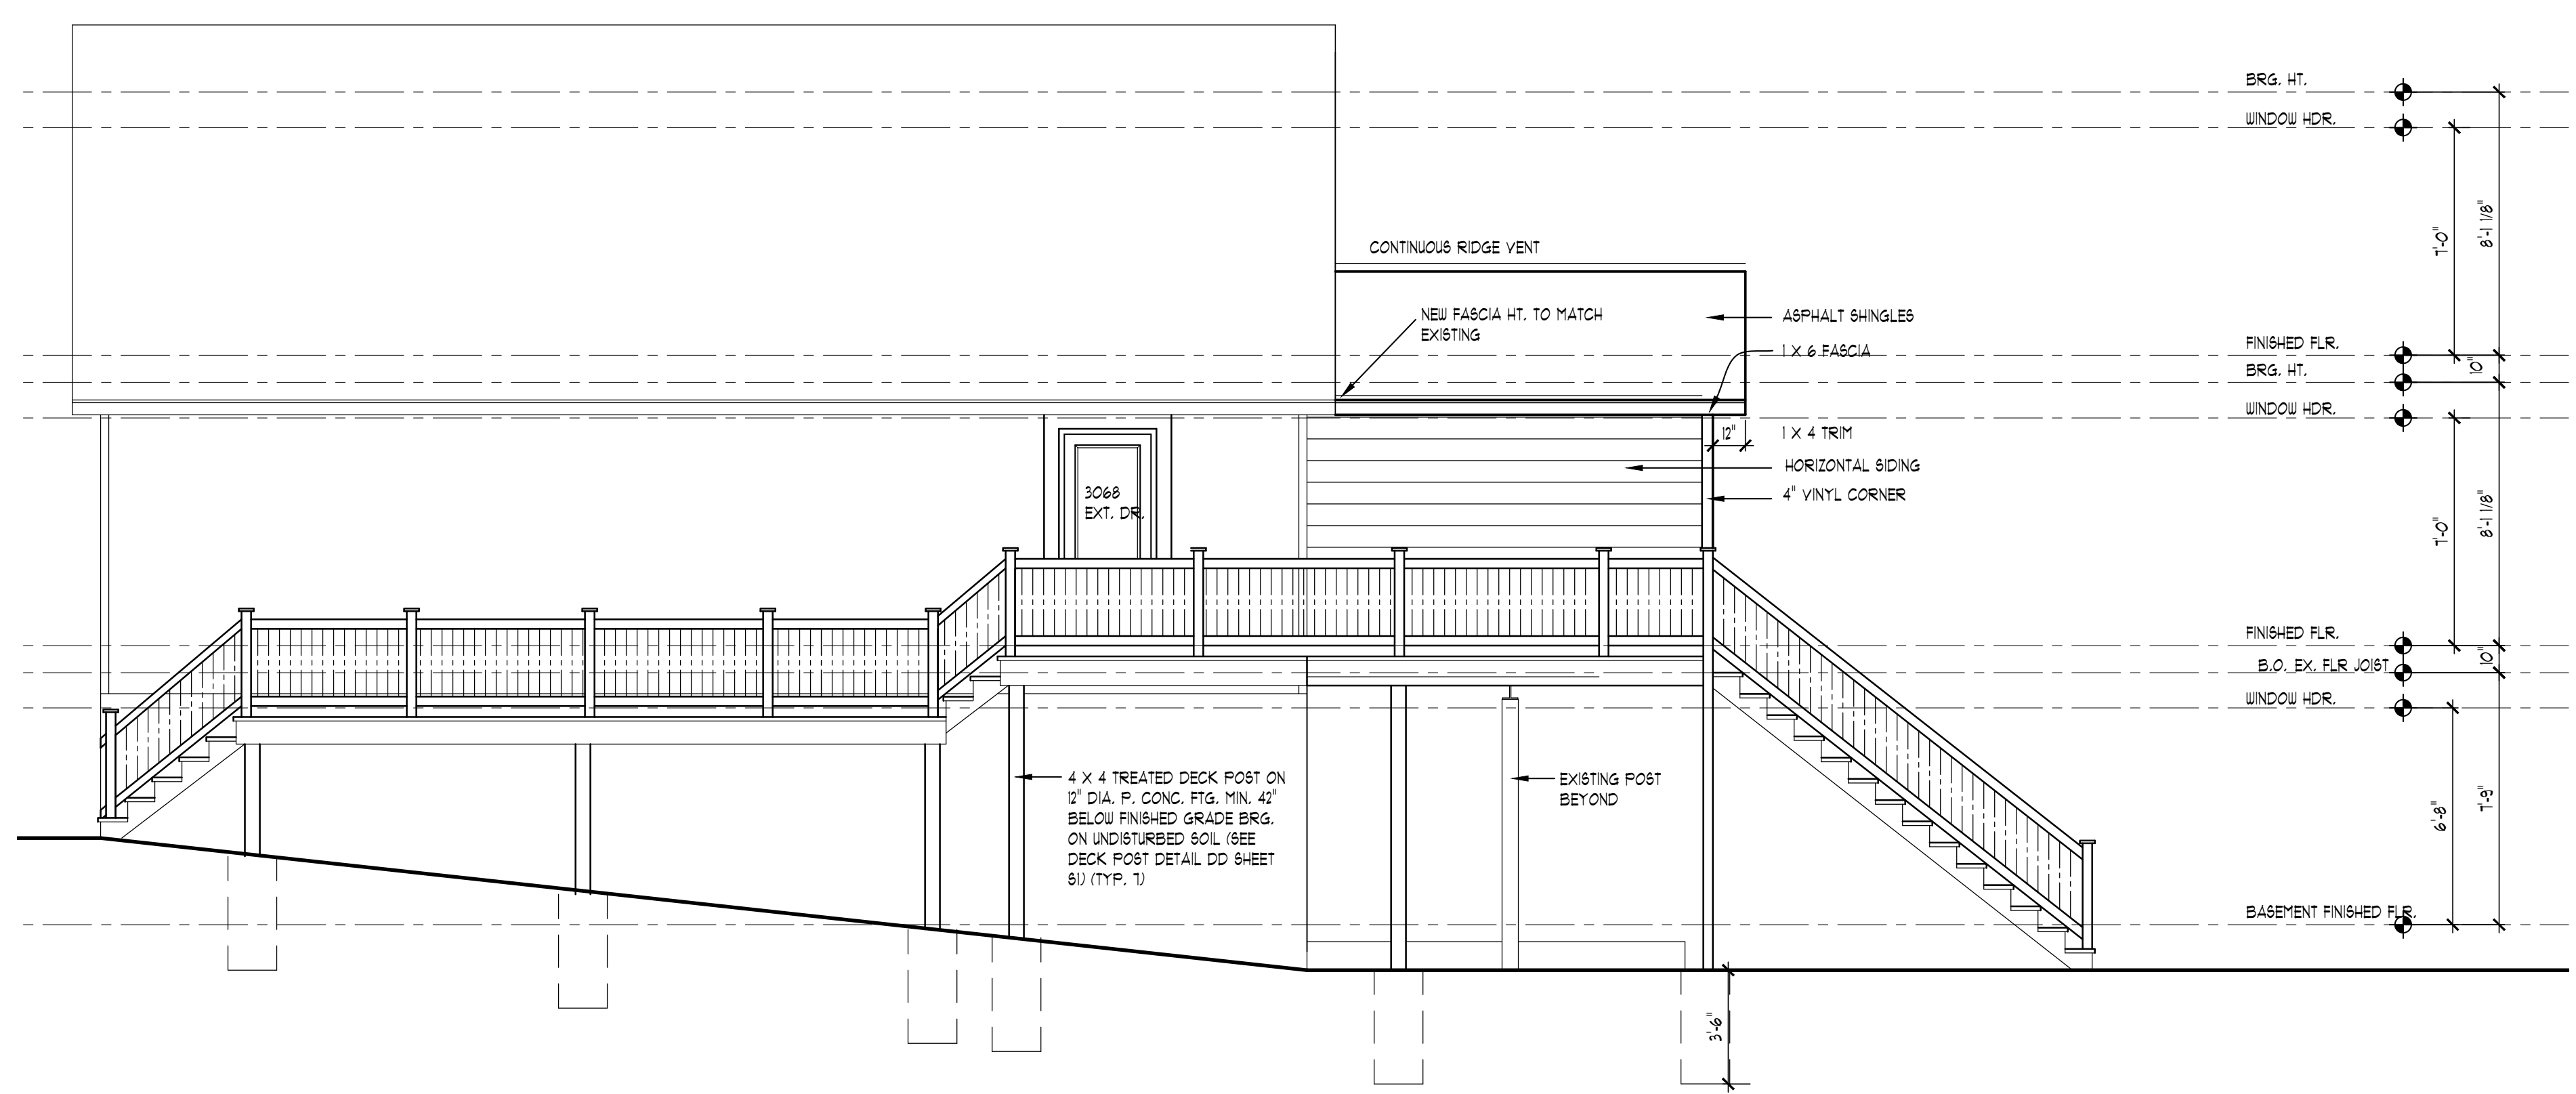 BRG. HT.
WINDOW HDR.
7'-0"
8'-1 1/8"
CONTINUOUS RIDGE VENT
NEW FASCIA HT. TO MATCH
EXISTING
ASPHALT SHINGLES
1 X 6 FASCIA
FINISHED FLR.
10"
BRG. HT.
WINDOW HDR.
12"
1 X 4 TRIM
HORIZONTAL SIDING
4" VINYL CORNER
3068
EXT. DR.
7'-0"
8'-1 1/8"
FINISHED FLR.
10"
B.O. EX. FLR JOIST
WINDOW HDR.
4 X 4 TREATED DECK POST ON
12" DIA. P. CONC. FTG. MIN. 42"
BELOW FINISHED GRADE BRG.
ON UNDISTURBED SOIL (SEE
DECK POST DETAIL DD SHEET
S1) (TYP. 7)
EXISTING POST
BEYOND
6'-8"
7'-9"
BASEMENT FINISHED FLR.
3'-6"